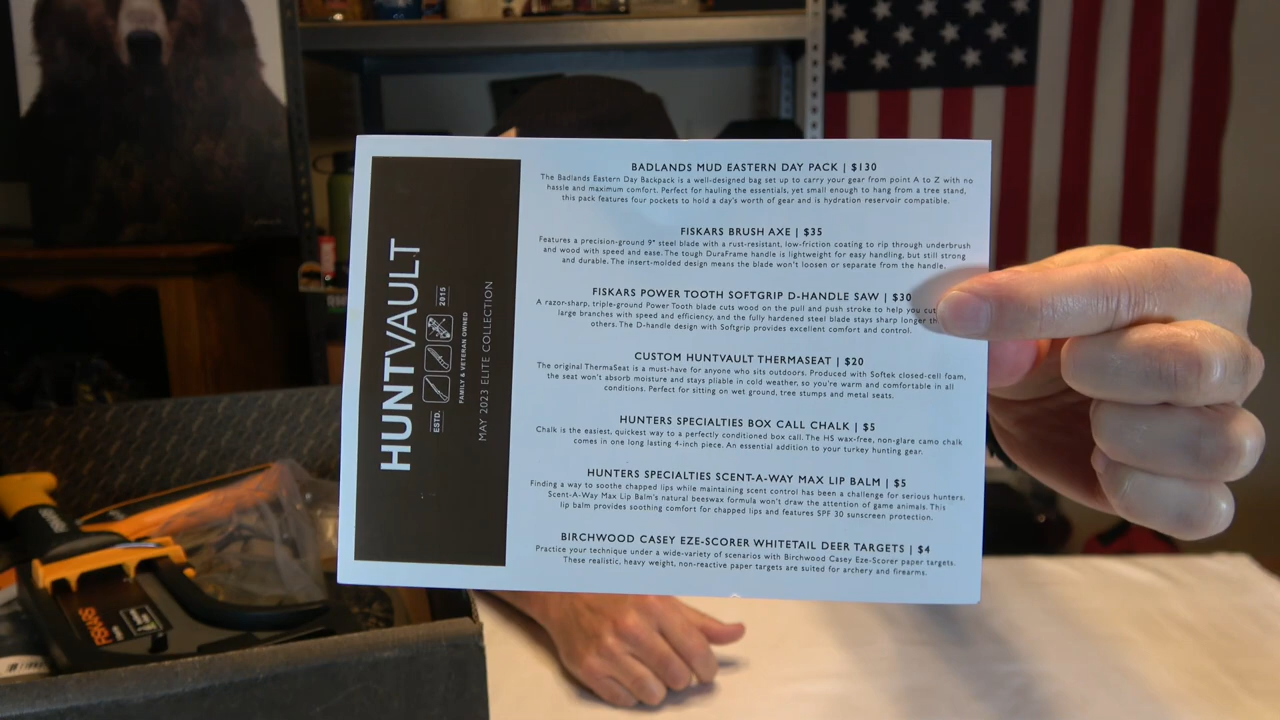 HUNTVAULT
ESTD. 2015
FAMILY & VETERAN OWNED
MAY 2023 ELITE COLLECTION
BADLANDS MUD EASTERN DAY PACK | $130
The Badlands Eastern Day Backpack is a well-designed bag set up to carry your gear from point A to Z with no
hassle and maximum comfort. Perfect for hauling the essentials, yet small enough to hang from a tree stand,
this pack features four pockets to hold a day's worth of gear and is hydration reservoir compatible.
FISKARS BRUSH AXE | $35
Features a precision-ground 9" steel blade with a rust-resistant, low-friction coating to rip through underbrush
and wood with speed and ease. The tough DuraFrame handle is lightweight for easy handling, but still strong
and durable. The insert-molded design means the blade won't loosen or separate from the handle.
FISKARS POWER TOOTH SOFTGRIP D-HANDLE SAW | $30
A razor-sharp, triple-ground Power Tooth blade cuts wood on the pull and push stroke to help you cut
large branches with speed and efficiency, and the fully hardened steel blade stays sharp longer
others. The D-handle design with Softgrip provides excellent comfort and control.
CUSTOM HUNTVAULT THERMASEAT | $20
The original ThermaSeat is a must-have for anyone who sits outdoors. Produced with Softek closed-cell foam,
the seat won't absorb moisture and stays pliable in cold weather, so you're warm and comfortable in all
conditions. Perfect for sitting on wet ground, tree stumps and metal seats.
HUNTERS SPECIALTIES BOX CALL CHALK | $5
Chalk is the easiest, quickest way to a perfectly conditioned box call. The HS wax-free, non-glare camo chalk
comes in one long lasting 4-inch piece. An essential addition to your turkey hunting gear.
HUNTERS SPECIALTIES SCENT-A-WAY MAX LIP BALM | $5
Finding a way to soothe chapped lips while maintaining scent control has been a challenge for serious hunters.
Scent-A-Way Max Lip Balm's natural beeswax formula won't draw the attention of game animals. This
lip balm provides soothing comfort for chapped lips and features SPF 30 sunscreen protection.
BIRCHWOOD CASEY EZE-SCORER WHITETAIL DEER TARGETS | $4
Practice your technique under a wide-variety of scenarios with Birchwood Casey Eze-Scorer paper targets.
These realistic, heavy weight, non-reactive paper targets are suited for archery and firearms.
FISKARS